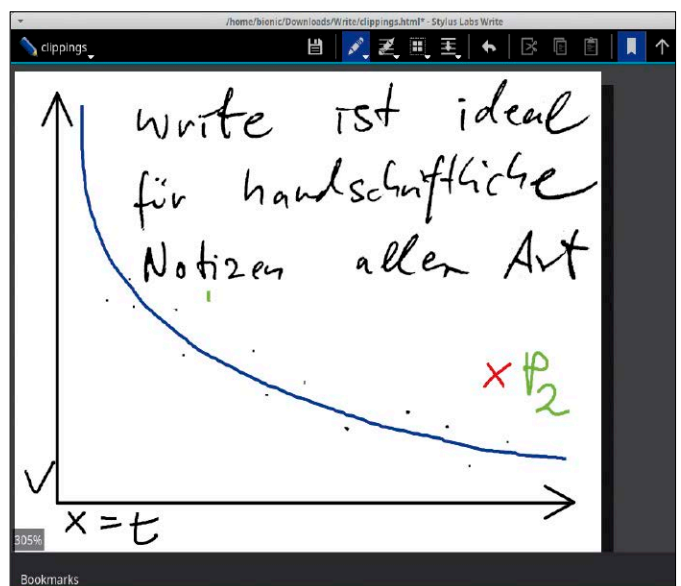 /home/bionic/Downloads/Write/clippings.html* - Stylus Labs Write
clippings
write ist ideal
für handschriftliche
Notizen aller Art
x P2
V
x = t
305%
Bookmarks